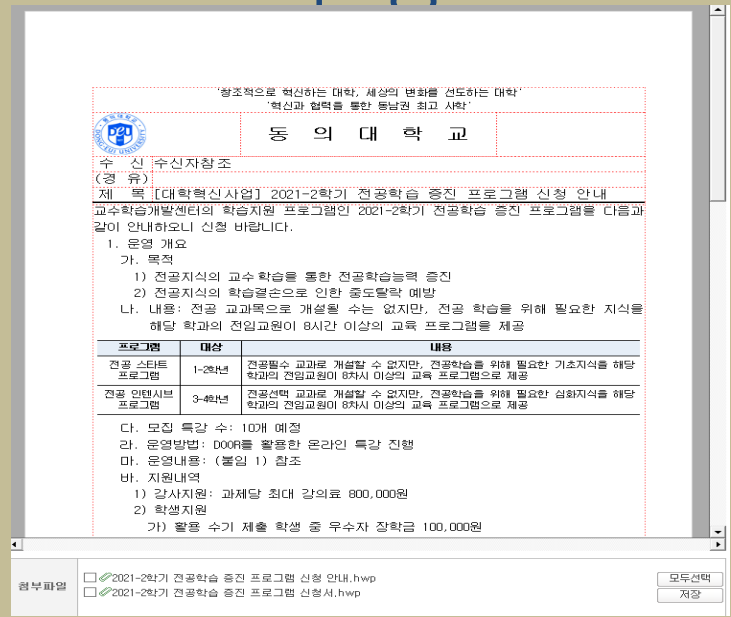 '창조적으로 혁신하는 대학, 세상의 변화를 선도하는 대학'
'혁신과 협력을 통한 동남권 최고 사학'
동 의 대 학 교
수 신 수신자참조
(경 유)
제 목 [대학혁신사업] 2021-2학기 전공학습 증진 프로그램 신청 안내
교수학습개발센터의 학습지원 프로그램인 2021-2학기 전공학습 증진 프로그램을 다음과
같이 안내하오니 신청 바랍니다.
1. 운영 개요
가. 목적
1) 전공지식의 교수학습을 통한 전공학습능력 증진
2) 전공지식의 학습결손으로 인한 중도탈락 예방
나. 내용: 전공 교과목으로 개설될 수는 없지만, 전공 학습을 위해 필요한 지식을
해당 학과의 전임교원이 8시간 이상의 교육 프로그램을 제공
프로그램 대상 내용
전공 스타트 프로그램 1-2학년 전공필수 교과로 개설할 수 없지만, 전공학습을 위해 필요한 기초지식을 해당
학과의 전임교원이 8차시 이상의 교육 프로그램으로 제공
전공 인텐시브 프로그램 3-4학년 전공선택 교과로 개설할 수 없지만, 전공학습을 위해 필요한 심화지식을 해당
학과의 전임교원이 8차시 이상의 교육 프로그램으로 제공
다. 모집 특강 수: 10개 예정
라. 운영방법: DOOR를 활용한 온라인 특강 진행
마. 운영내용: (붙임 1) 참조
바. 지원내역
1) 강사지원: 과제당 최대 강의료 800,000원
2) 학생지원
가) 활용 수기 제출 학생 중 우수자 장학금 100,000원
첨부파일
2021-2학기 전공학습 증진 프로그램 신청 안내.hwp
2021-2학기 전공학습 증진 프로그램 신청서.hwp
모두선택
저장